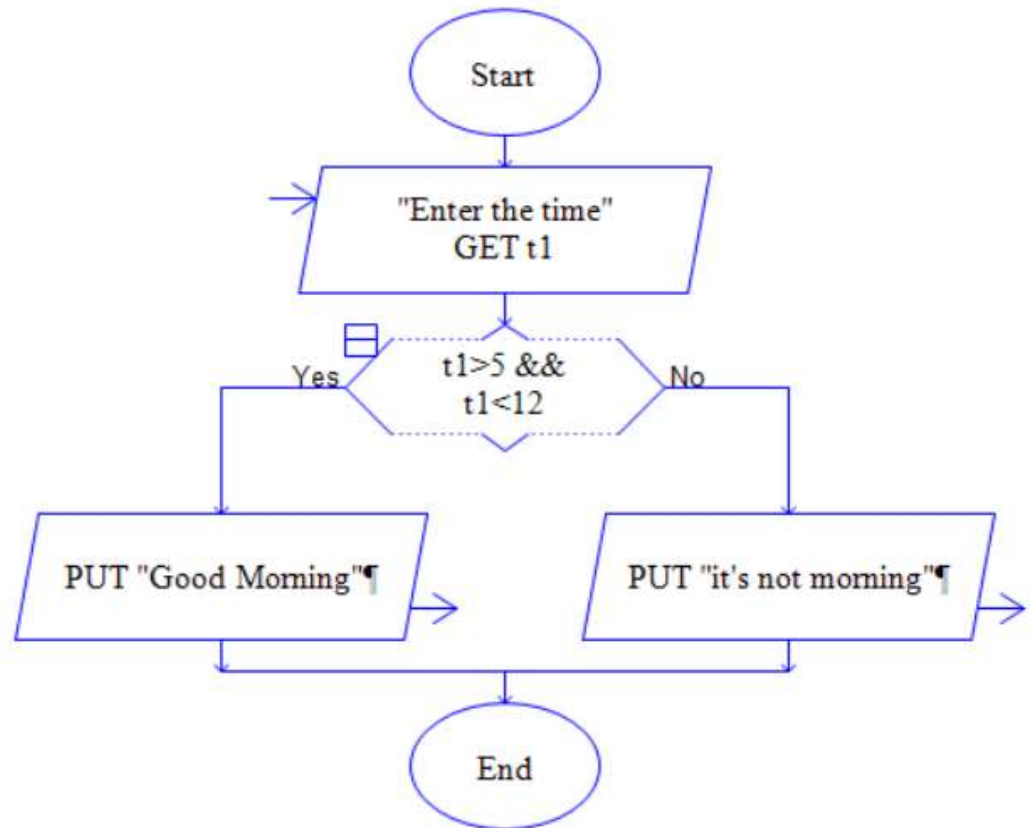 Start
"Enter the time"
GET t1
t1>5 &&
t1<12
Yes
No
PUT "Good Morning"¶
PUT "it's not morning"¶
End